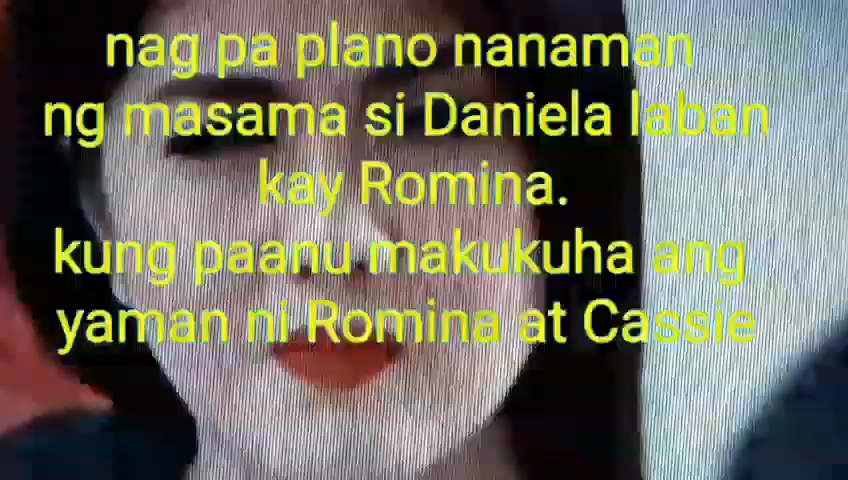 nag pa plano nanaman
ng masama si Daniela laban
kay Romina.
kung paanu makukuha ang
yaman ni Romina at Cassie